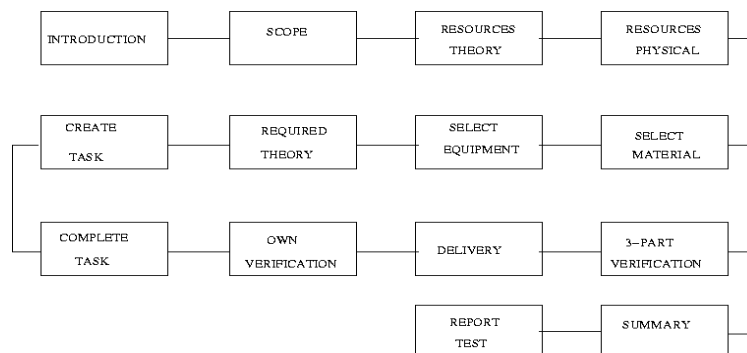 INTRODUCTION
SCOPE
RESOURCES
THEORY
RESOURCES
PHYSICAL
CREATE
TASK
REQUIRED
THEORY
SELECT
EQUIPMENT
SELECT
MATERIAL
COMPLETE
TASK
OWN
VERIFICATION
DELIVERY
3-PART
VERIFICATION
REPORT
TEST
SUMMARY